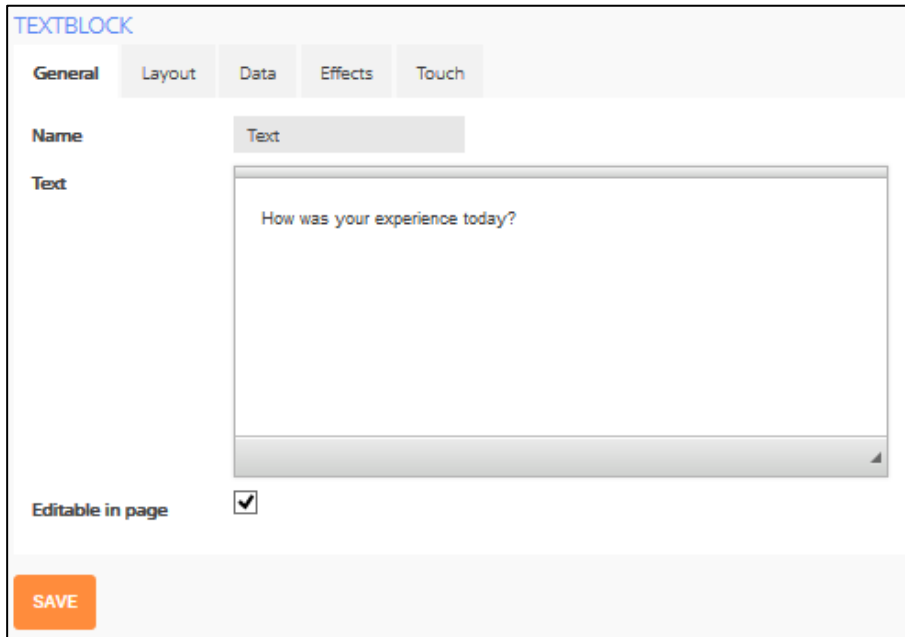 TEXTBLOCK
General Layout Data Effects Touch
Name Text
Text
How was your experience today?
Editable in page
SAVE